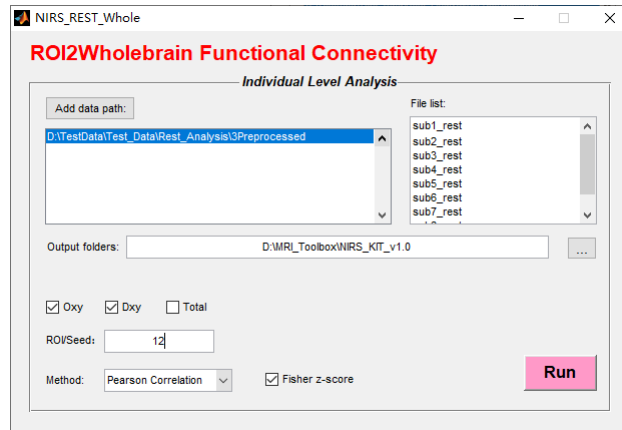 NIRS_REST_Whole
ROI2Wholebrain Functional Connectivity
Individual Level Analysis
Add data path:
File list:
D:\TestData\Test_Data\Rest_Analysis\3Preprocessed
sub1_rest
sub2_rest
sub3_rest
sub4_rest
sub5_rest
sub6_rest
sub7_rest
Output folders:
D:\MRI_Toolbox\NIRS_KIT_v1.0
...
Oxy
Dxy
Total
ROI/Seed:
12
Method:
Pearson Correlation
Fisher z-score
Run